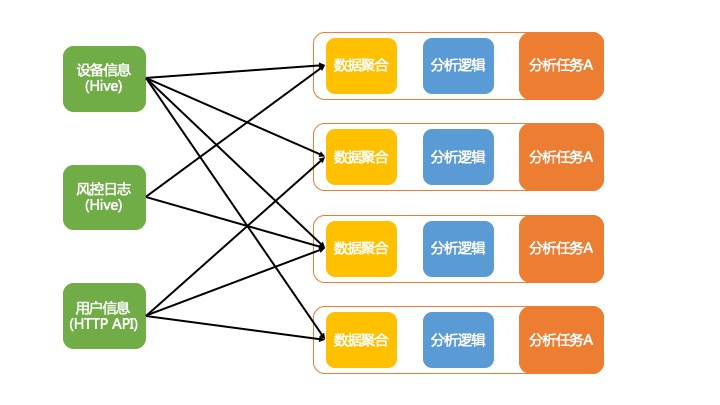 设备信息
(Hive)
风控日志
(Hive)
用户信息
(HTTP API)
数据聚合
分析逻辑
分析任务A
数据聚合
分析逻辑
分析任务A
数据聚合
分析逻辑
分析任务A
数据聚合
分析逻辑
分析任务A